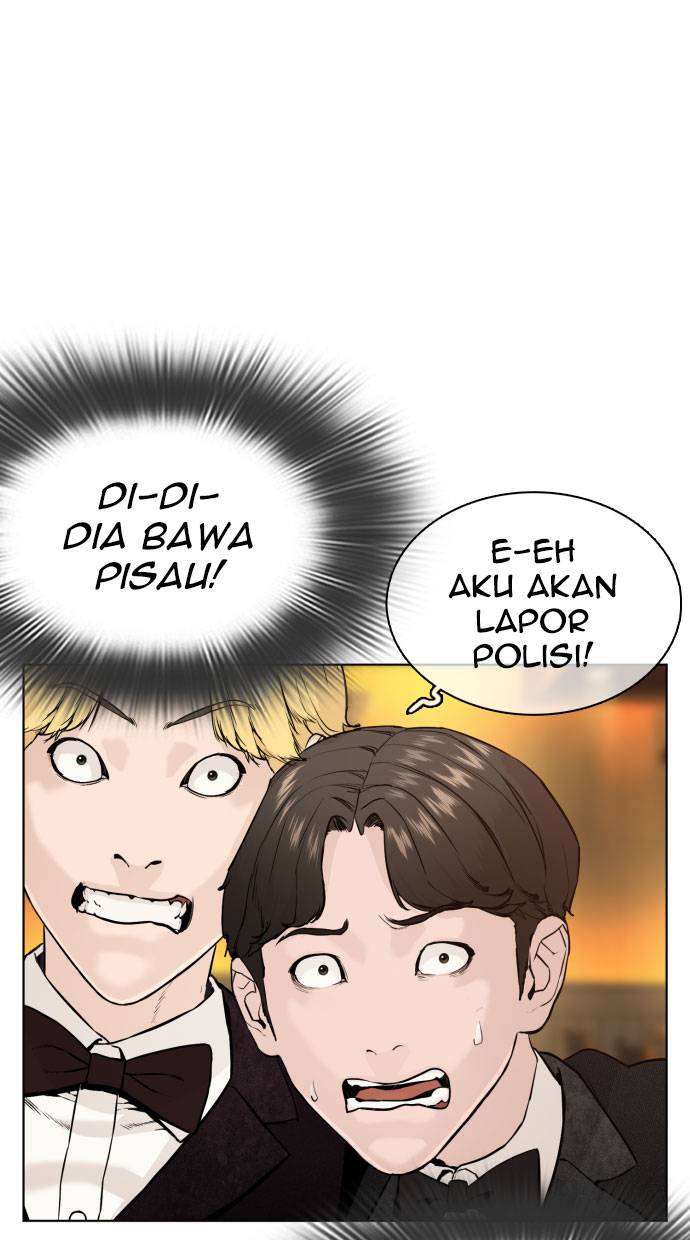 DI-DI-
DIA BAWA
PISAU!
E-EH
AKU AKAN
LAPOR
POLISI!